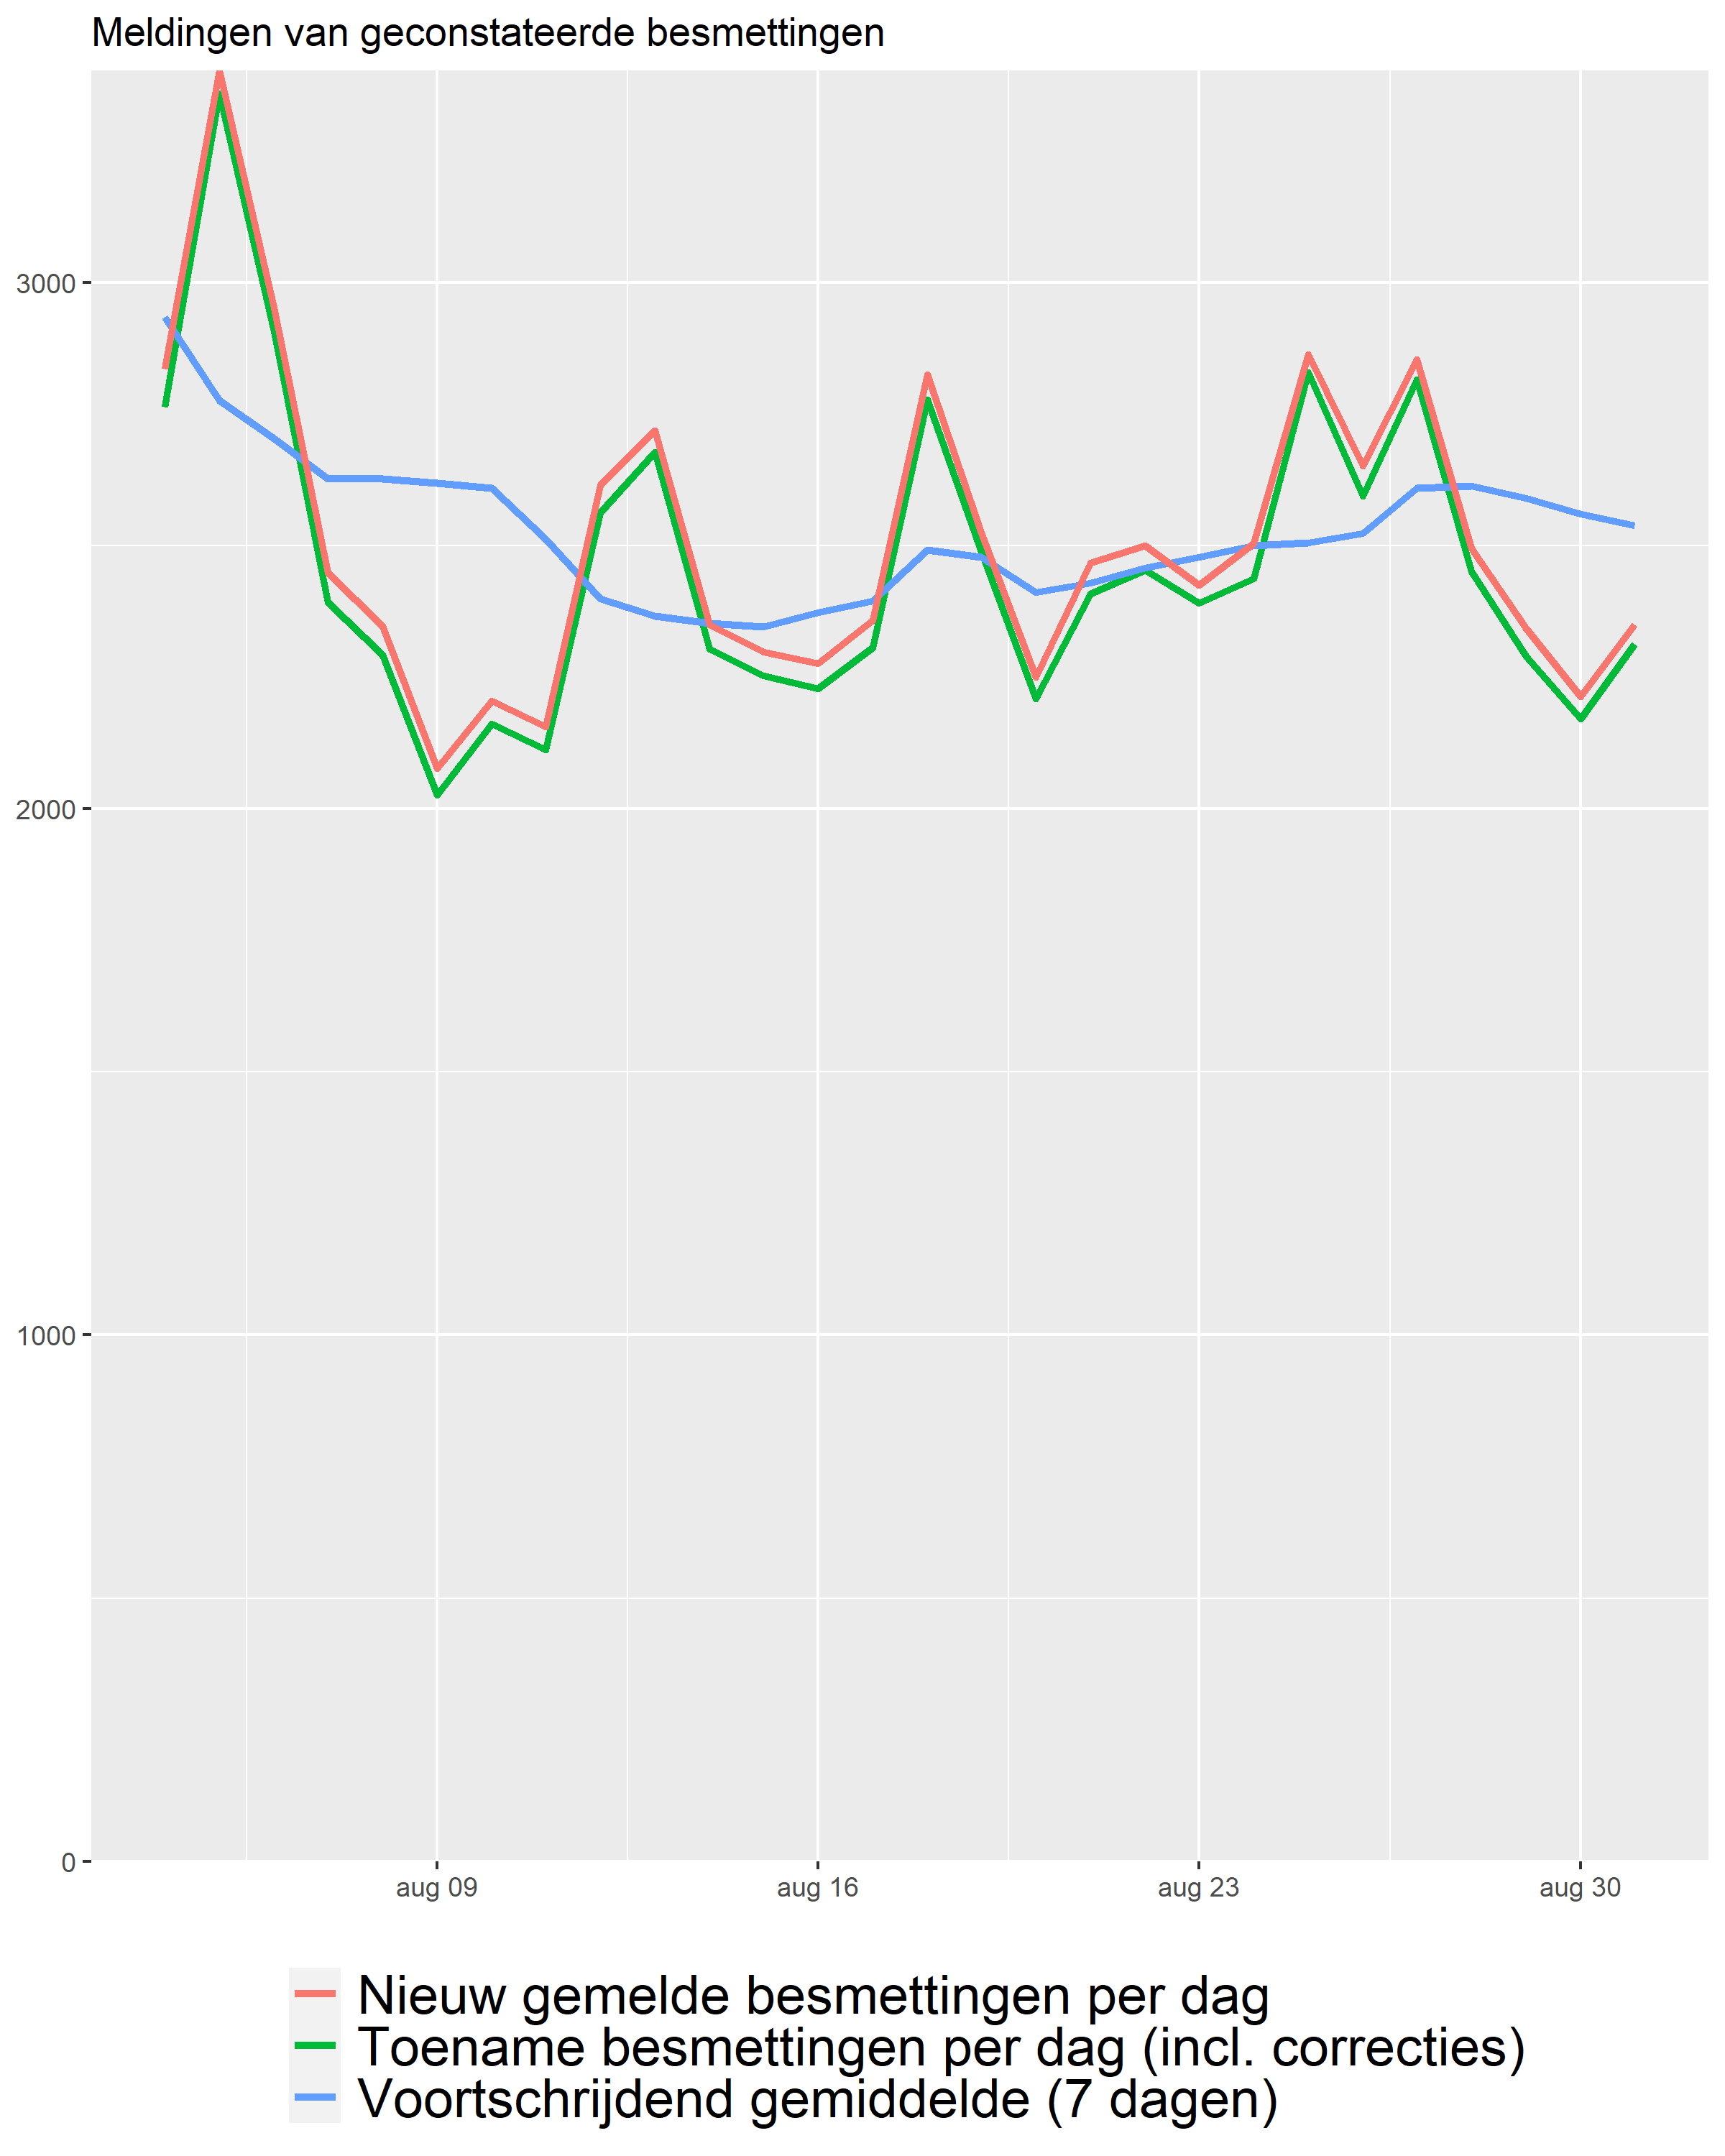 Meldingen van geconstateerde besmettingen
3000
2000
1000
0
aug 09 aug 16 aug 23 aug 30
Nieuw gemelde besmettingen per dag
Toename besmettingen per dag (incl. correcties)
Voortschrijdend gemiddelde (7 dagen)